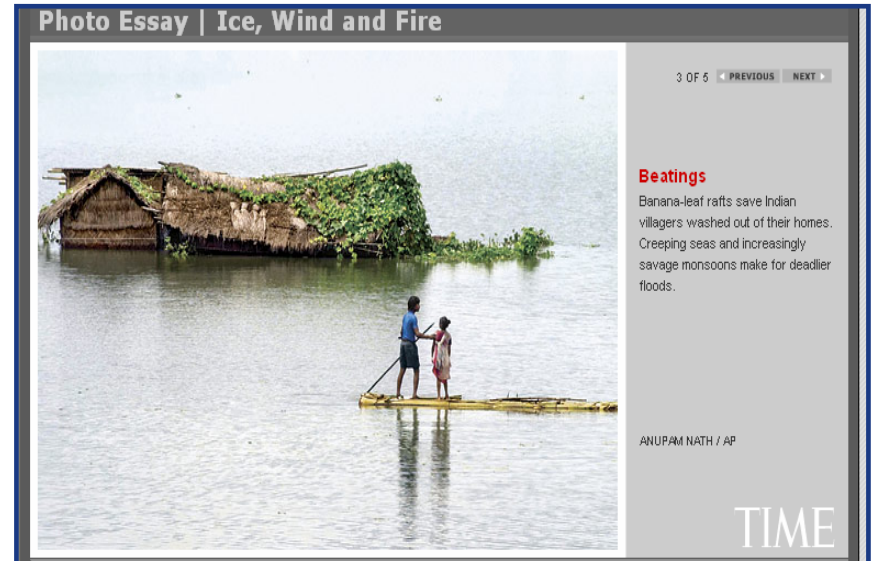 Photo Essay | Ice, Wind and Fire
3 OF 5 PREVIOUS NEXT
Beatings
Banana-leaf rafts save Indian
villagers washed out of their homes.
Creeping seas and increasingly
savage monsoons make for deadlier
floods.
ANUPAM NATH / AP
TIME